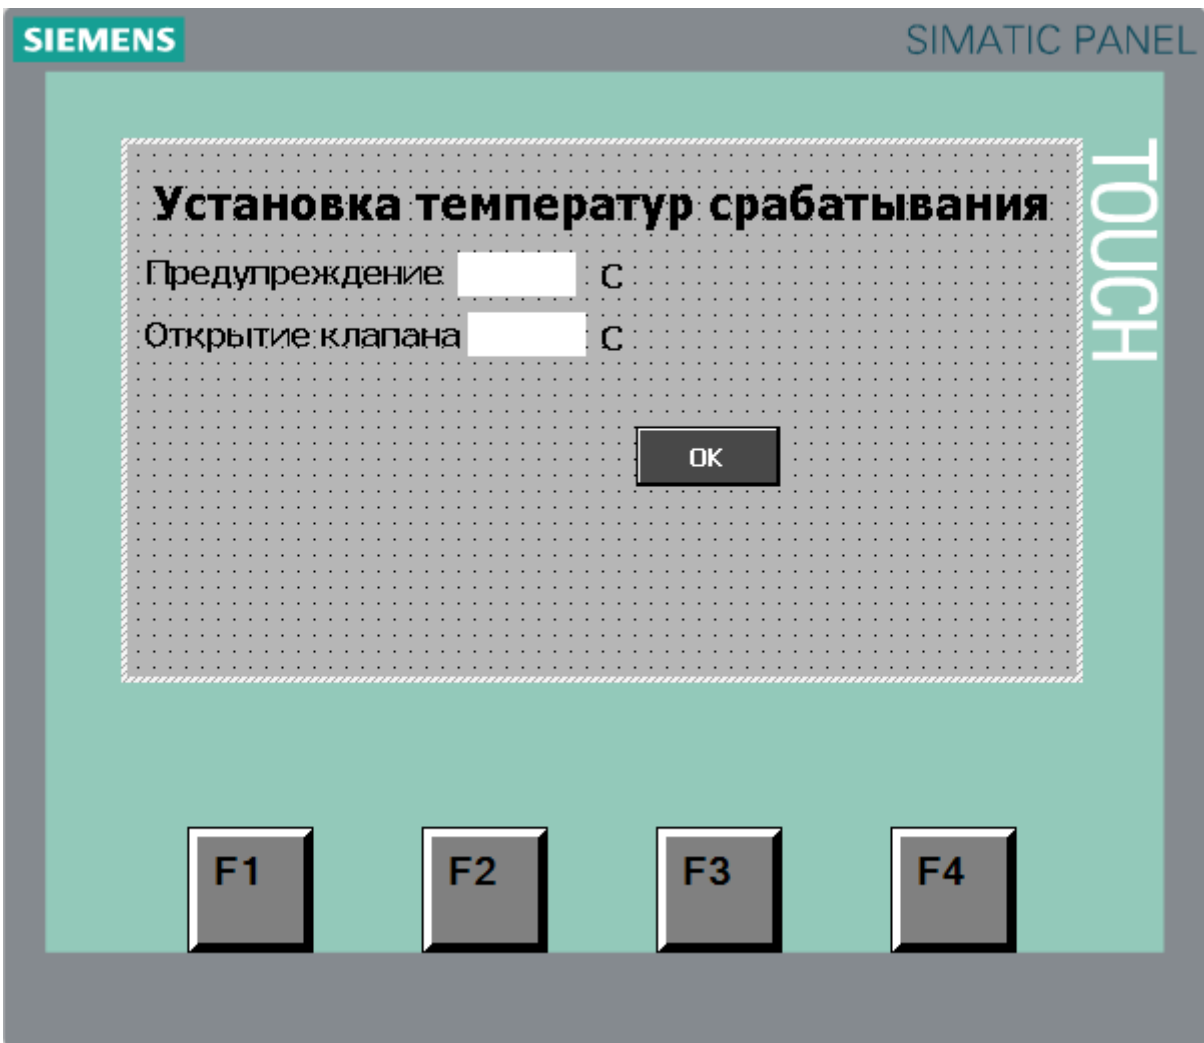 SIEMENS
SIMATIC PANEL
TOUCH
Установка температур срабатывания
Предупреждение C
Открытие клапана C
OK
F1 F2 F3 F4